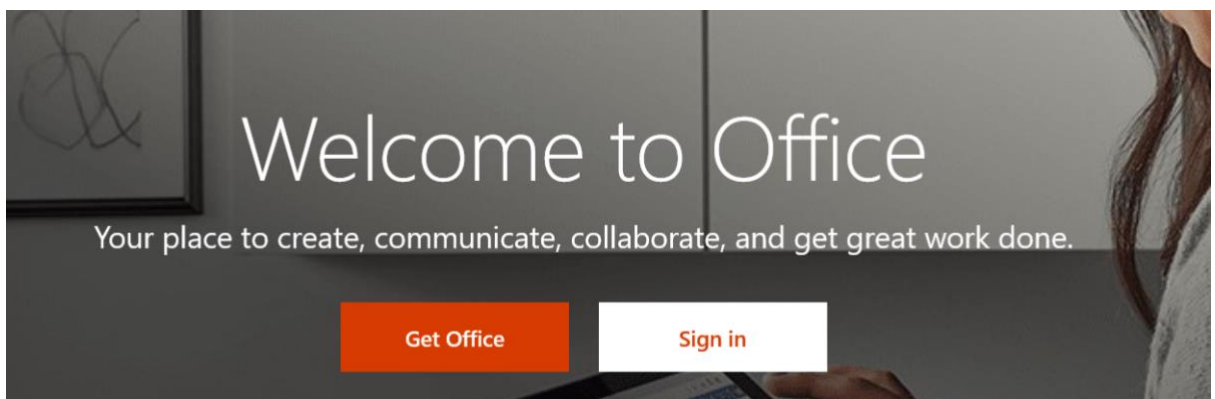 Welcome to Office
Your place to create, communicate, collaborate, and get great work done.
Get Office
Sign in